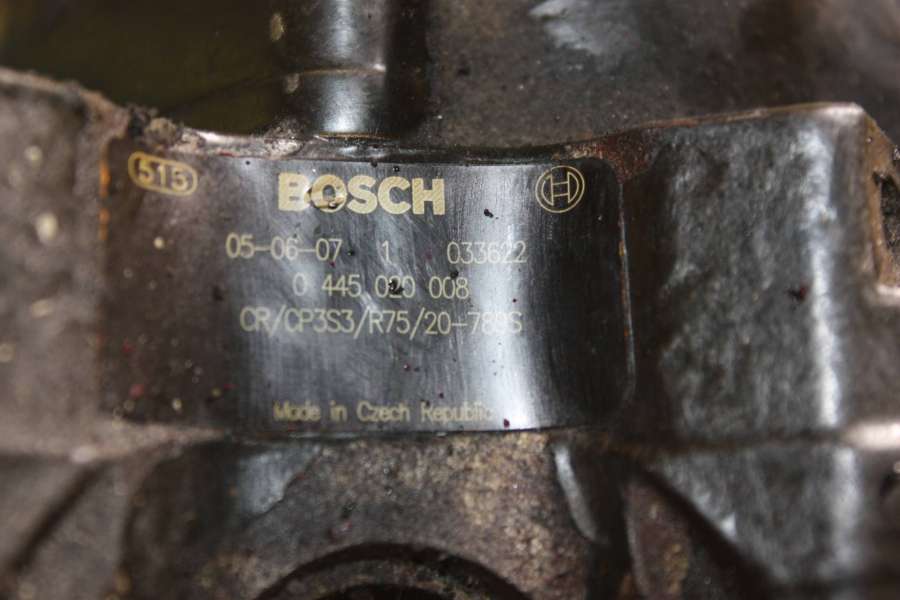 515 BOSCH
05-06-07 1 033622
0 445 020 008
CR/CP3S3/R75/20-789S
Made in Czech Republic